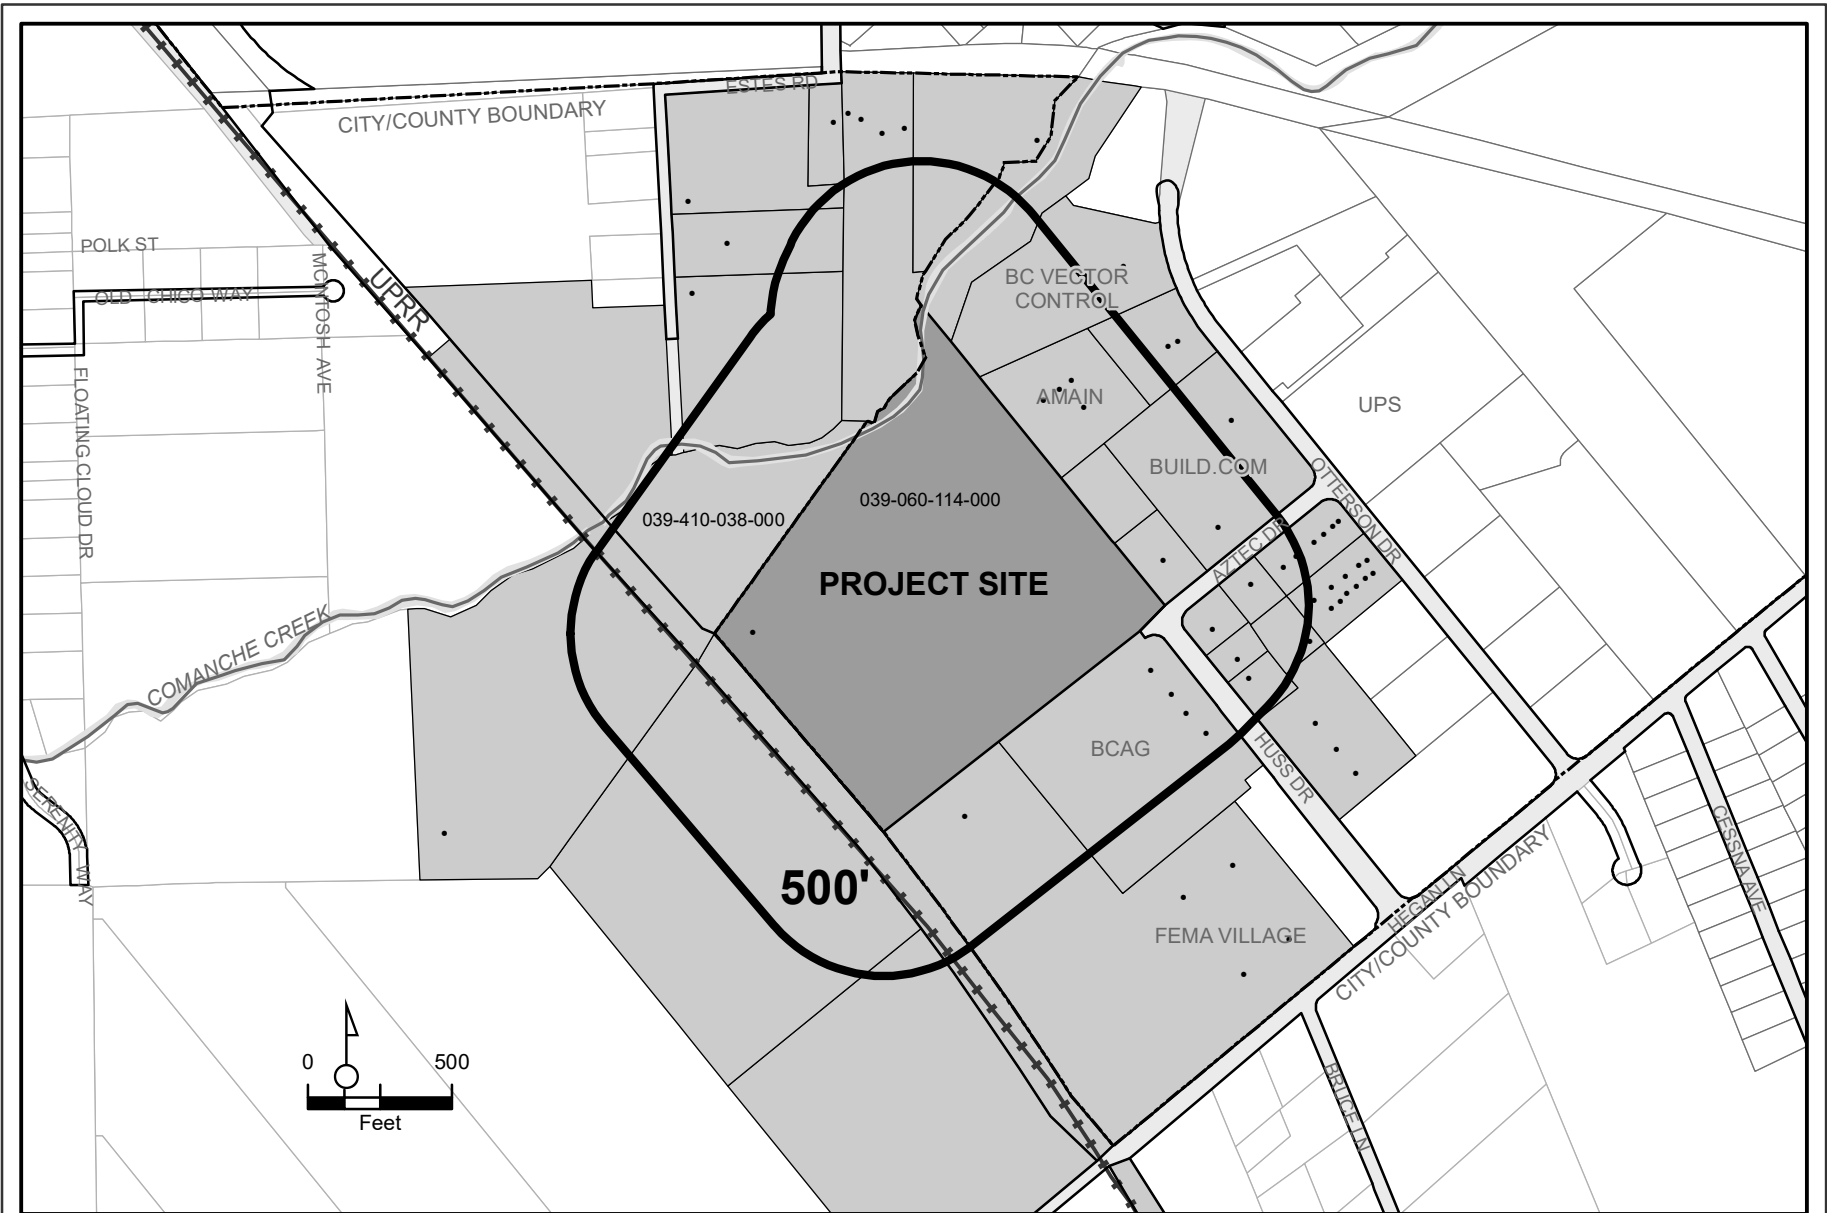 ESTES RD
CITY/COUNTY BOUNDARY
POLK ST
OLD CHICO WAY
MCINTOSH AVE
UPRR
BC VECTOR
CONTROL
AMAIN
UPS
FLOATING CLOUD DR
BUILD.COM
OTTERSON DR
039-060-114-000
039-410-038-000
AZTEC DR
PROJECT SITE
COMANCHE CREEK
BCAG
HUSS DR
SERENITY WAY
CESSNA AVE
500'
HEGAN LN
CITY/COUNTY BOUNDARY
FEMA VILLAGE
0 500
Feet
BRUCE LN